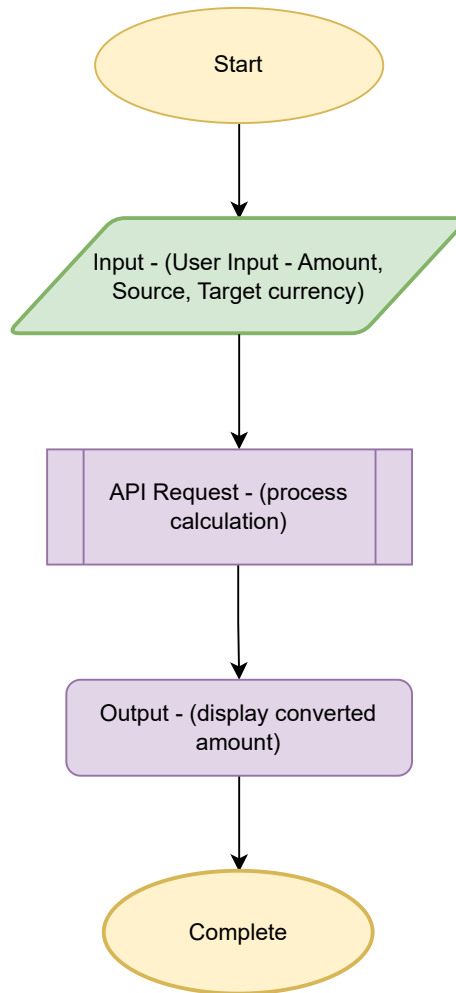 Start
Input - (User Input - Amount,
Source, Target currency)
API Request - (process
calculation)
Output - (display converted
amount)
Complete